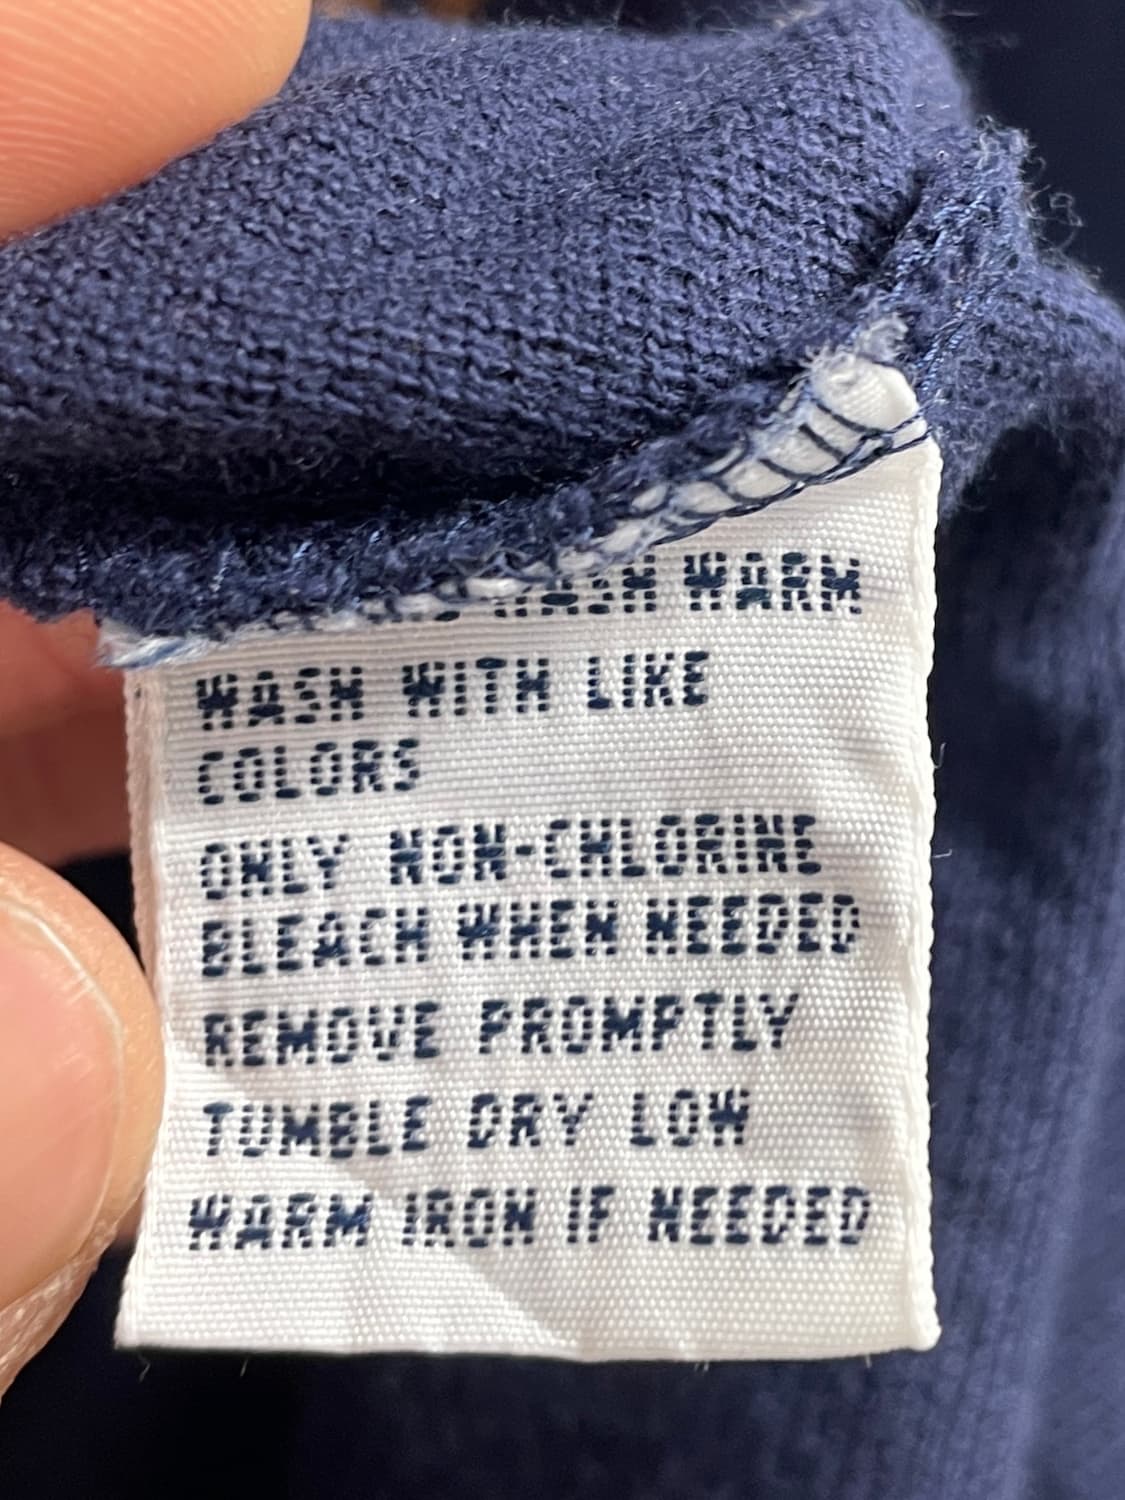 WASH WARM
WASH WITH LIKE
COLORS
ONLY NON-CHLORINE
BLEACH WHEN NEEDED
REMOVE PROMPTLY
TUMBLE DRY LOW
WARM IRON IF NEEDED